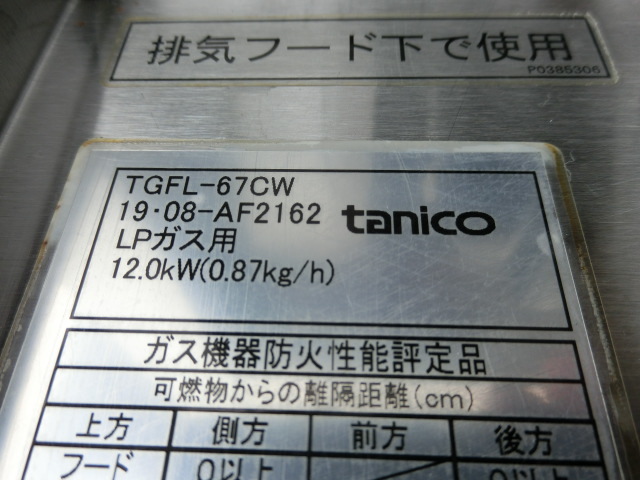 排気フード下で使用
P0385306
TGFL-67CW
19・08-AF2162 tanico
LPガス用
12.0kW(0.87kg/h)
ガス機器防火性能評定品
可燃物からの離隔距離(cm)
上方 側方 前方 後方
フード 0以上 0以上